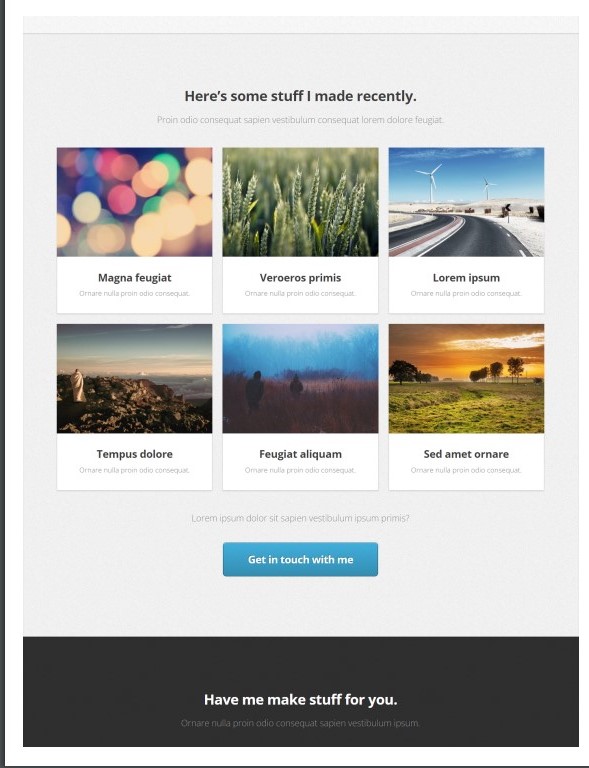 Here's some stuff I made recently.
Proin odio consequat sapien vestibulum consequat lorem dolore feugiat.
Magna feugiat
Ornare nulla proin odio consequat.
Veroeros primis
Ornare nulla proin odio consequat.
Lorem ipsum
Ornare nulla proin odio consequat.
Tempus dolore
Ornare nulla proin odio consequat.
Feugiat aliquam
Ornare nulla proin odio consequat.
Sed amet ornare
Ornare nulla proin odio consequat.
Lorem ipsum dolor sit sapien vestibulum ipsum primis?
Get in touch with me
Have me make stuff for you.
Ornare nulla proin odio consequat sapien vestibulum ipsum.